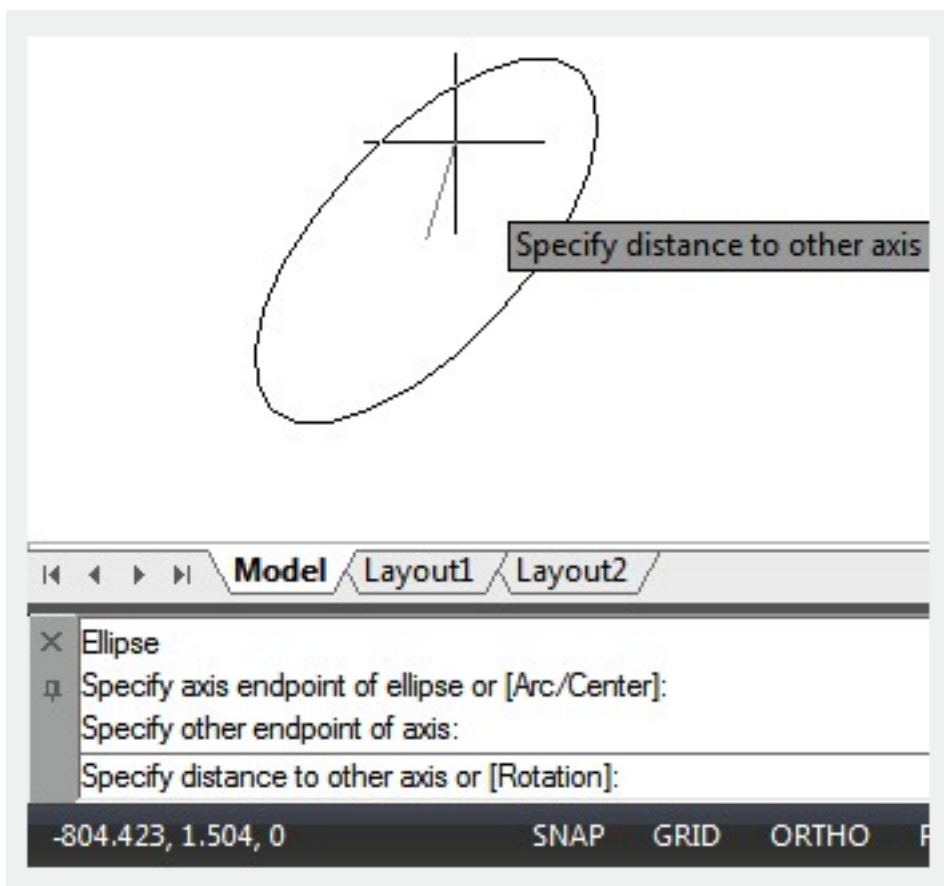 Specify distance to other axis
Model Layout1 Layout2
Ellipse
Specify axis endpoint of ellipse or [Arc/Center]:
Specify other endpoint of axis:
Specify distance to other axis or [Rotation]:
-804.423, 1.504, 0 SNAP GRID ORTHO